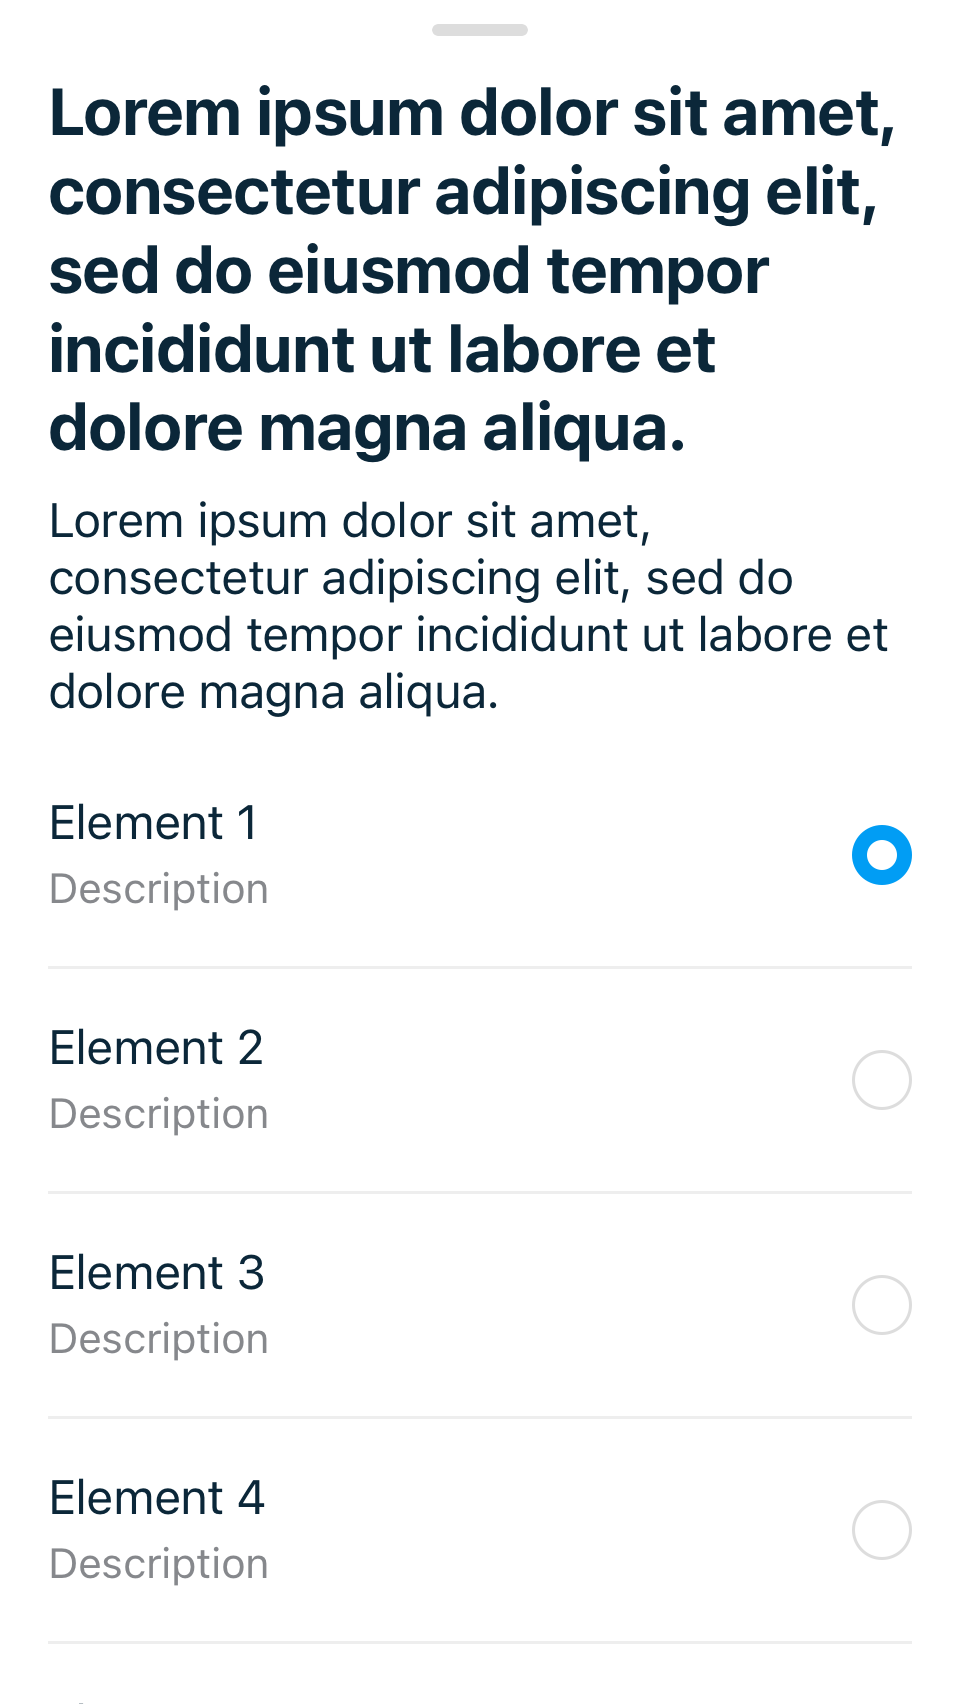 Lorem ipsum dolor sit amet,
consectetur adipiscing elit,
sed do eiusmod tempor
incididunt ut labore et
dolore magna aliqua.
Lorem ipsum dolor sit amet,
consectetur adipiscing elit, sed do
eiusmod tempor incididunt ut labore et
dolore magna aliqua.
Element 1
Description
Element 2
Description
Element 3
Description
Element 4
Description